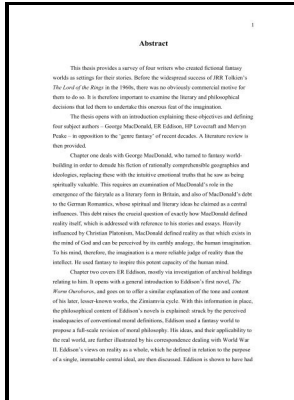 1
Abstract
This thesis provides a survey of four writers who created fictional fantasy
worlds as settings for their stories. Before the widespread success of JRR Tolkien's
The Lord of the Rings in the 1960s, there was no obviously commercial motive for
them to do so. It is therefore important to examine the literary and philosophical
decisions that led them to undertake this onerous feat of the imagination.
The thesis opens with an introduction explaining these objectives and defining
four subject authors – George MacDonald, ER Eddison, HP Lovecraft and Mervyn
Peake – in opposition to the 'genre fantasy' of recent decades. A literature review is
then provided.
Chapter one deals with George MacDonald, who turned to fantasy world-
building in order to denude his fiction of rationally comprehensible geographies and
ideologies, replacing these with the intuitive emotional truths that he saw as being
spiritually valuable. This requires an examination of MacDonald's role in the
emergence of the fairytale as a literary form in Britain, and also of MacDonald's debt
to the German Romantics, whose spiritual and literary ideas he claimed as a central
influences. This debt raises the crucial question of exactly how MacDonald defined
reality itself, which is addressed with reference to his stories and essays. Heavily
influenced by Christian Platonism, MacDonald defined reality as that which exists in
the mind of God and can be perceived by its earthly analogy, the human imagination.
To his mind, therefore, the imagination is a more reliable judge of reality than the
intellect. He used fantasy to inspire this potent capacity of the human mind.
Chapter two covers ER Eddison, mostly via investigation of archival holdings
relating to him. It opens with a general introduction to Eddison's first novel, The
Worm Ouroboros, and goes on to offer a similar explanation of the tone and content
of his later, lesser-known works, the Zimiamvia cycle. With this information in place,
the philosophical content of Eddison's novels is explained: struck by the perceived
inadequacies of conventional moral definitions, Eddison used a fantasy world to
propose a full-scale revision of moral philosophy. His ideas, and their applicability to
the real world, are further illustrated by his correspondence dealing with World War
II. Eddison's views on reality as a whole, which he defined in relation to the purpose
of a single, immutable central ideal, are then discussed. Eddison is shown to have had